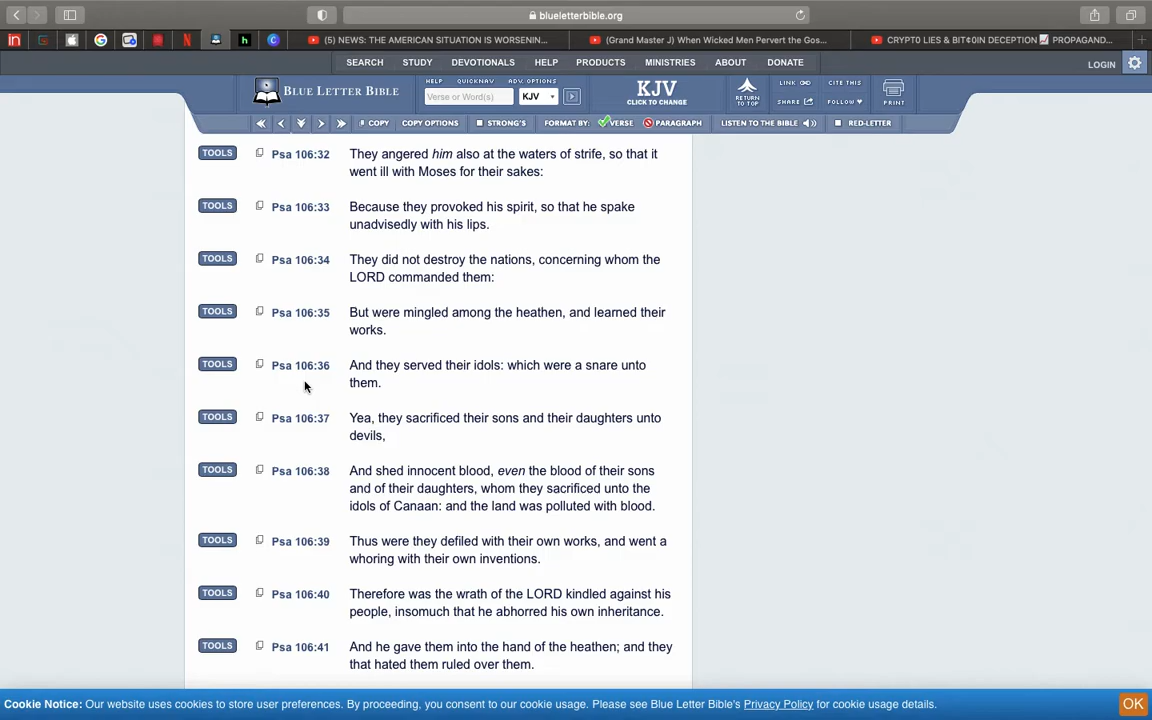 blueletterbible.org
(5) NEWS: THE AMERICAN SITUATION IS WORSENIN...
(Grand Master J) When Wicked Men Pervert the Gos...
CRYPT0 LIES & BIT¢0IN DECEPTION 📈 PROPAGAND...
SEARCH STUDY DEVOTIONALS HELP PRODUCTS MINISTRIES ABOUT DONATE
LOGIN
BLUE LETTER BIBLE
HELP QUICKNAV ADV. OPTIONS
Verse or Word(s) KJV
KJV
CLICK TO CHANGE
RETURN
TO TOP
LINK CITE THIS
SHARE FOLLOW
PRINT
COPY COPY OPTIONS STRONG'S FORMAT BY: VERSE PARAGRAPH LISTEN TO THE BIBLE RED-LETTER
TOOLS Psa 106:32 They angered him also at the waters of strife, so that it
went ill with Moses for their sakes:
TOOLS Psa 106:33 Because they provoked his spirit, so that he spake
unadvisedly with his lips.
TOOLS Psa 106:34 They did not destroy the nations, concerning whom the
LORD commanded them:
TOOLS Psa 106:35 But were mingled among the heathen, and learned their
works.
TOOLS Psa 106:36 And they served their idols: which were a snare unto
them.
TOOLS Psa 106:37 Yea, they sacrificed their sons and their daughters unto
devils,
TOOLS Psa 106:38 And shed innocent blood, even the blood of their sons
and of their daughters, whom they sacrificed unto the
idols of Canaan: and the land was polluted with blood.
TOOLS Psa 106:39 Thus were they defiled with their own works, and went a
whoring with their own inventions.
TOOLS Psa 106:40 Therefore was the wrath of the LORD kindled against his
people, insomuch that he abhorred his own inheritance.
TOOLS Psa 106:41 And he gave them into the hand of the heathen; and they
that hated them ruled over them.
Cookie Notice: Our website uses cookies to store user preferences. By proceeding, you consent to our cookie usage. Please see Blue Letter Bible's Privacy Policy for cookie usage details.
OK